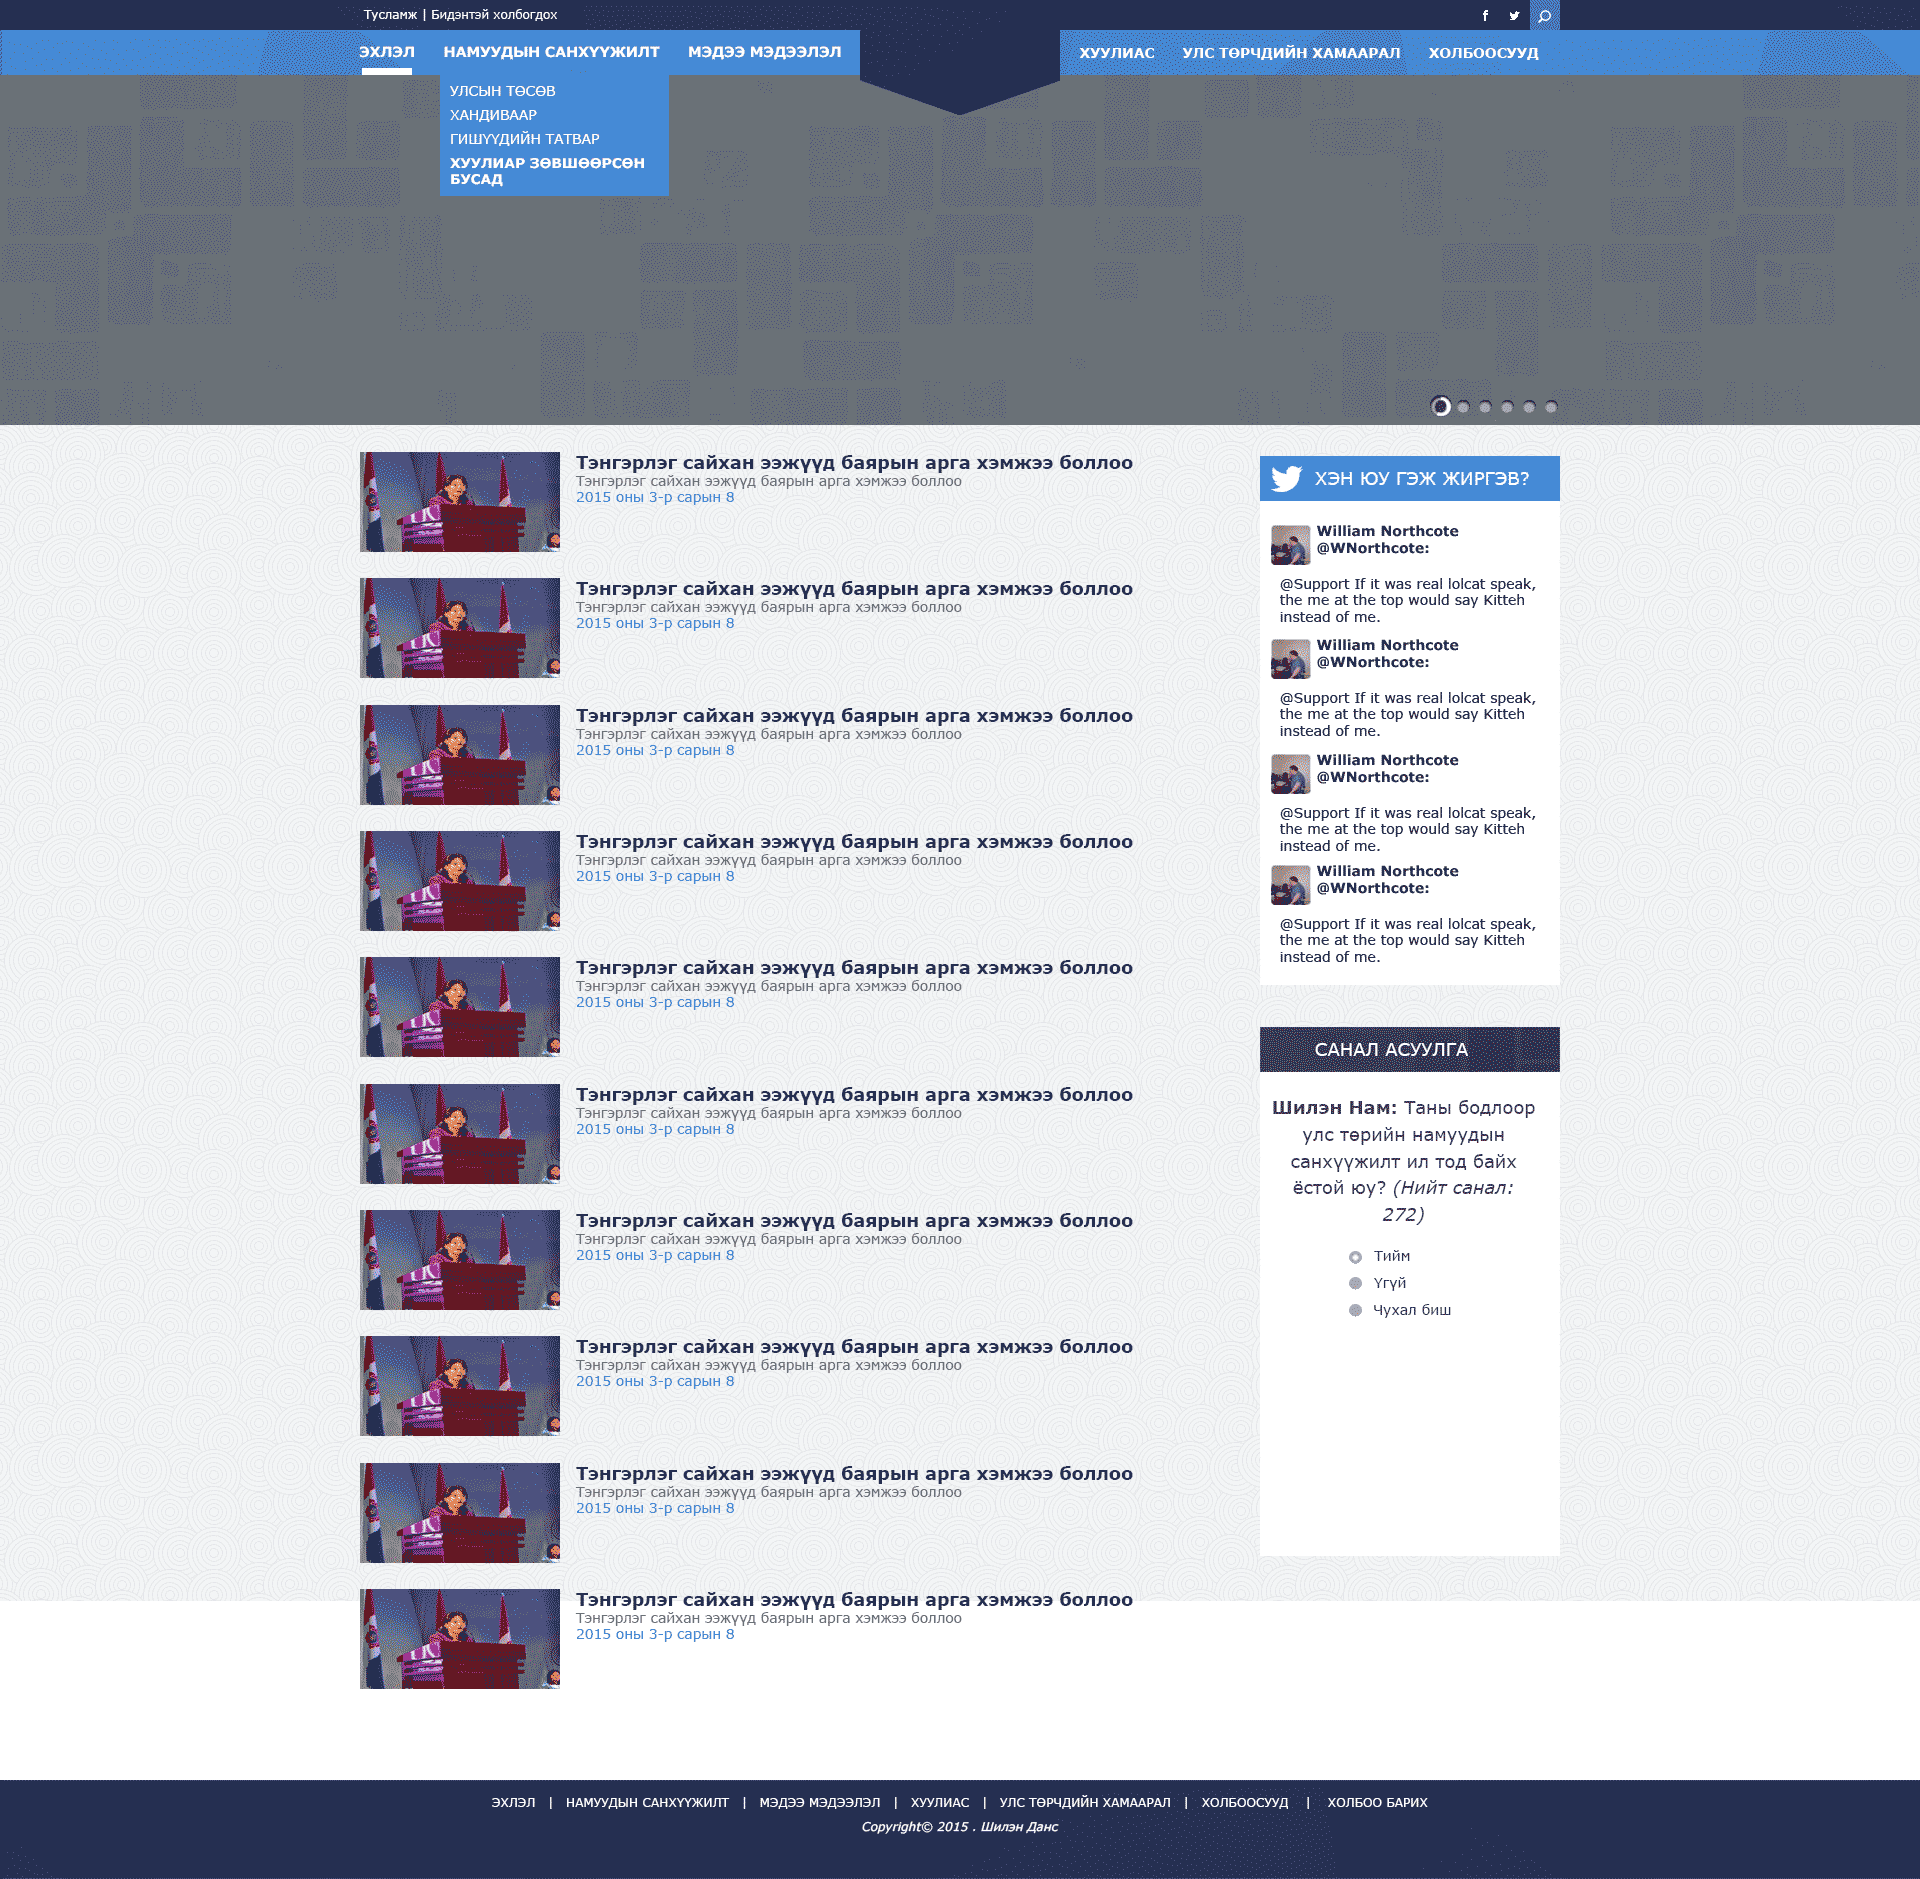 Тусламж | Бидэнтэй холбогдох
ЭХЛЭЛ НАМУУДЫН САНХҮҮЖИЛТ МЭДЭЭ МЭДЭЭЛЭЛ ХУУЛИАС УЛС ТӨРЧДИЙН ХАМААРАЛ ХОЛБООСУУД
УЛСЫН ТӨСӨВ
ХАНДИВААР
ГИШҮҮДИЙН ТАТВАР
ХУУЛИАР ЗӨВШӨӨРСӨН
БУСАД
Тэнгэрлэг сайхан ээжүүд баярын арга хэмжээ боллоо
Тэнгэрлэг сайхан ээжүүд баярын арга хэмжээ боллоо
2015 оны 3-р сарын 8
Тэнгэрлэг сайхан ээжүүд баярын арга хэмжээ боллоо
Тэнгэрлэг сайхан ээжүүд баярын арга хэмжээ боллоо
2015 оны 3-р сарын 8
Тэнгэрлэг сайхан ээжүүд баярын арга хэмжээ боллоо
Тэнгэрлэг сайхан ээжүүд баярын арга хэмжээ боллоо
2015 оны 3-р сарын 8
Тэнгэрлэг сайхан ээжүүд баярын арга хэмжээ боллоо
Тэнгэрлэг сайхан ээжүүд баярын арга хэмжээ боллоо
2015 оны 3-р сарын 8
Тэнгэрлэг сайхан ээжүүд баярын арга хэмжээ боллоо
Тэнгэрлэг сайхан ээжүүд баярын арга хэмжээ боллоо
2015 оны 3-р сарын 8
Тэнгэрлэг сайхан ээжүүд баярын арга хэмжээ боллоо
Тэнгэрлэг сайхан ээжүүд баярын арга хэмжээ боллоо
2015 оны 3-р сарын 8
Тэнгэрлэг сайхан ээжүүд баярын арга хэмжээ боллоо
Тэнгэрлэг сайхан ээжүүд баярын арга хэмжээ боллоо
2015 оны 3-р сарын 8
Тэнгэрлэг сайхан ээжүүд баярын арга хэмжээ боллоо
Тэнгэрлэг сайхан ээжүүд баярын арга хэмжээ боллоо
2015 оны 3-р сарын 8
Тэнгэрлэг сайхан ээжүүд баярын арга хэмжээ боллоо
Тэнгэрлэг сайхан ээжүүд баярын арга хэмжээ боллоо
2015 оны 3-р сарын 8
Тэнгэрлэг сайхан ээжүүд баярын арга хэмжээ боллоо
Тэнгэрлэг сайхан ээжүүд баярын арга хэмжээ боллоо
2015 оны 3-р сарын 8
ХЭН ЮУ ГЭЖ ЖИРГЭВ?
William Northcote
@WNorthcote:
@Support If it was real lolcat speak,
the me at the top would say Kitteh
instead of me.
William Northcote
@WNorthcote:
@Support If it was real lolcat speak,
the me at the top would say Kitteh
instead of me.
William Northcote
@WNorthcote:
@Support If it was real lolcat speak,
the me at the top would say Kitteh
instead of me.
William Northcote
@WNorthcote:
@Support If it was real lolcat speak,
the me at the top would say Kitteh
instead of me.
САНАЛ АСУУЛГА
Шилэн Нам: Таны бодлоор
улс төрийн намуудын
санхүүжилт ил тод байх
ёстой юу? (Нийт санал:
272)
Тийм
Үгүй
Чухал биш
ЭХЛЭЛ | НАМУУДЫН САНХҮҮЖИЛТ | МЭДЭЭ МЭДЭЭЛЭЛ | ХУУЛИАС | УЛС ТӨРЧДИЙН ХАМААРАЛ | ХОЛБООСУУД | ХОЛБОО БАРИХ
Copyright© 2015 . Шилэн Данс